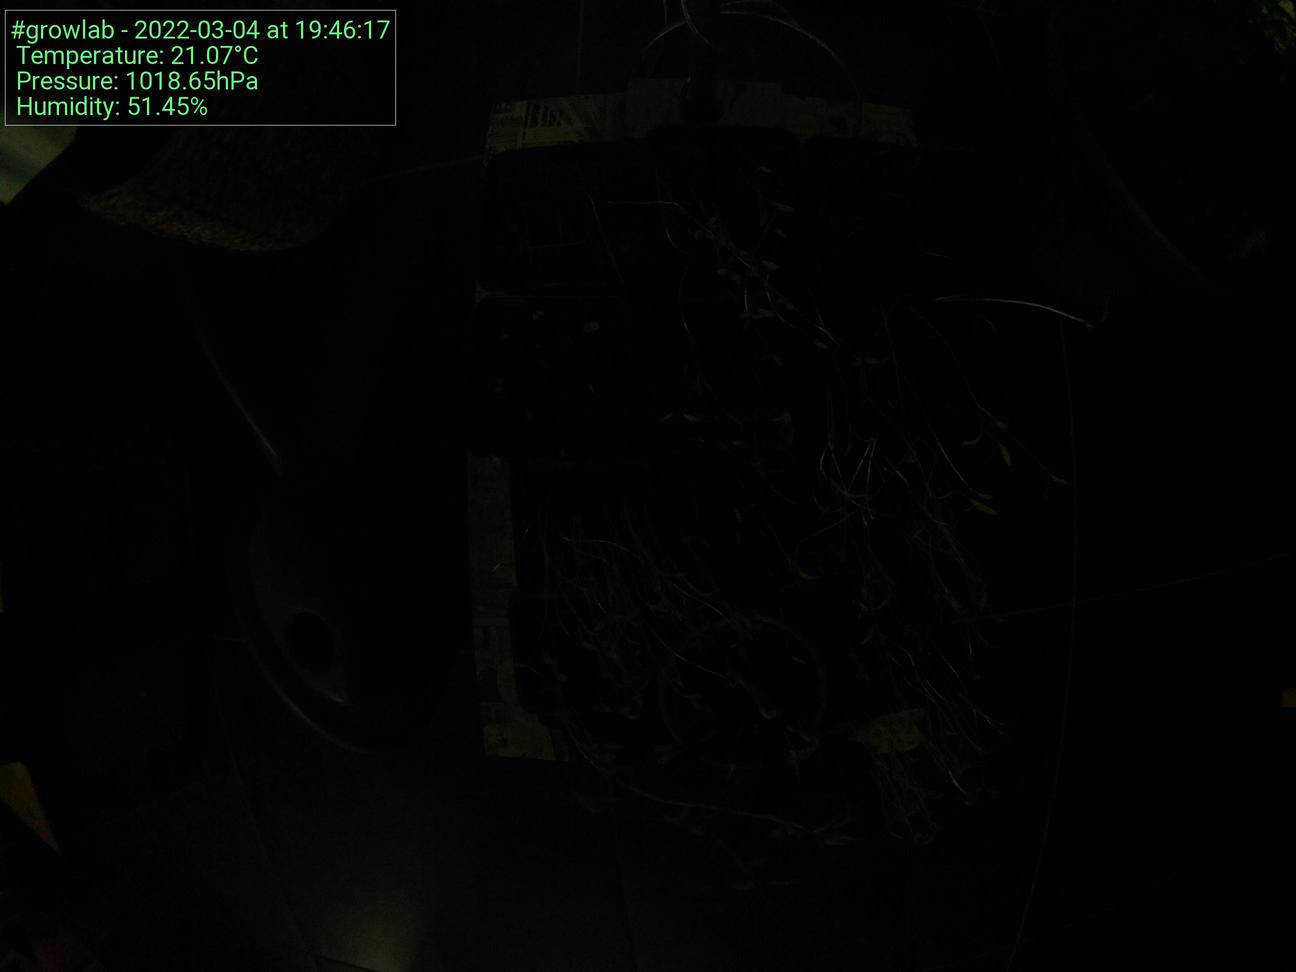 #growlab - 2022-03-04 at 19:46:17
Temperature: 21.07°C
Pressure: 1018.65hPa
Humidity: 51.45%